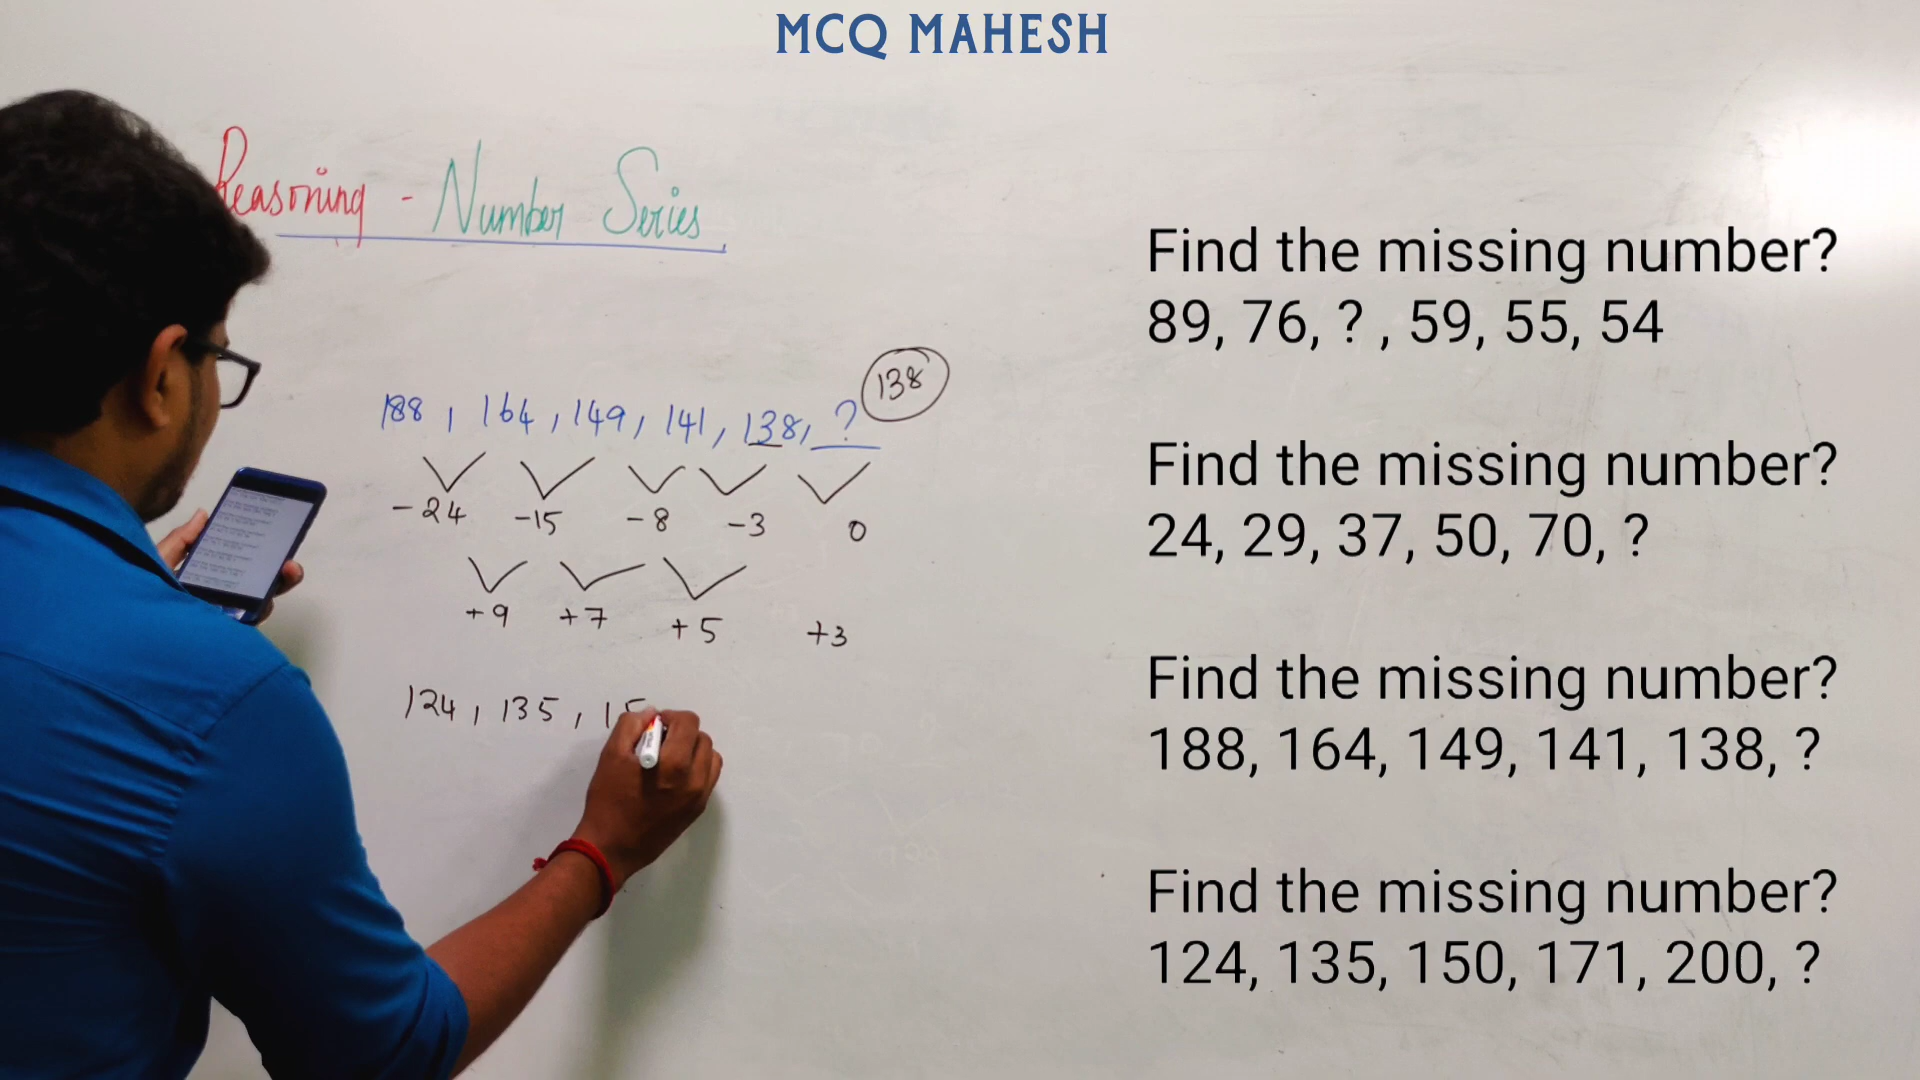 MCQ MAHESH
Reasoning - Number Series
138
188, 164, 149, 141, 138, ?
-24 -15 -8 -3 0
+9 +7 +5 +3
124, 135, 15
Find the missing number?
89, 76, ? , 59, 55, 54
Find the missing number?
24, 29, 37, 50, 70, ?
Find the missing number?
188, 164, 149, 141, 138, ?
Find the missing number?
124, 135, 150, 171, 200, ?